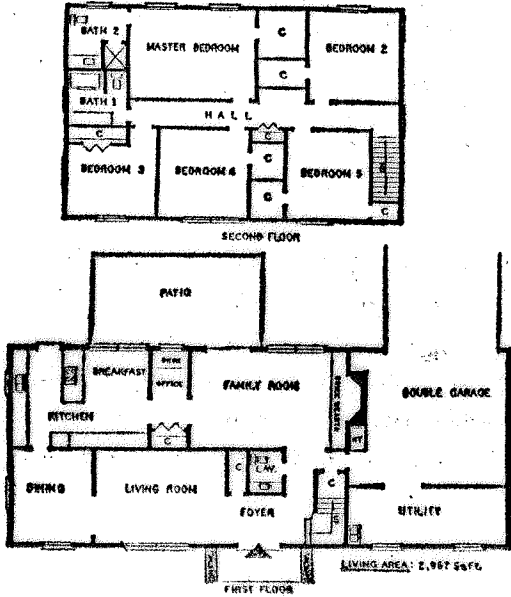 BATH 2
MASTER BEDROOM
C
BEDROOM 2
C
BATH 1
HALL
C
C
BEDROOM 3
BEDROOM 4
C
BEDROOM 5
S
C
C
SECOND FLOOR
PATIO
DESK
BREAKFAST
OFFICE
FAMILY ROOM
DOUBLE GARAGE
KITCHEN
C
DINING
LIVING ROOM
C
LAV.
C
FOYER
S
UTILITY
LIVING AREA: 2,967 Sq Ft.
FIRST FLOOR